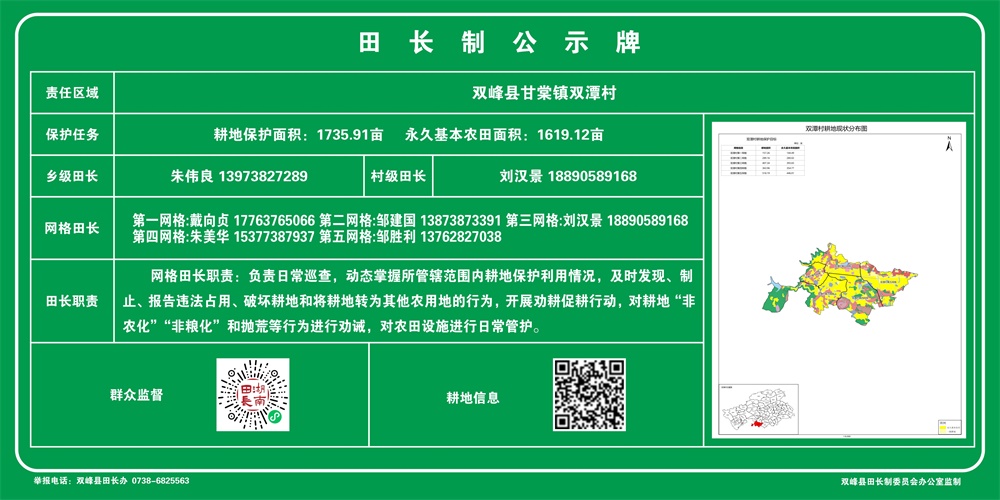 田长制公示牌
责任区域 双峰县甘棠镇双潭村
保护任务 耕地保护面积：1735.91亩 永久基本农田面积：1619.12亩
乡级田长 朱伟良 13973827289 村级田长 刘汉景 18890589168
网格田长 第一网格:戴向贞 17763765066 第二网格:邹建国 13873873391 第三网格:刘汉景 18890589168
第四网格:朱美华 15377387937 第五网格:邹胜利 13762827038
田长职责 网格田长职责：负责日常巡查，动态掌握所管辖范围内耕地保护利用情况，及时发现、制
止、报告违法占用、破坏耕地和将耕地转为其他农用地的行为，开展劝耕促耕行动，对耕地“非
农化”“非粮化”和抛荒等行为进行劝诫，对农田设施进行日常管护。
群众监督
湖南田长
耕地信息
双潭村耕地现状分布图
N
举报电话：双峰县田长办 0738-6825563
双峰县田长制委员会办公室监制